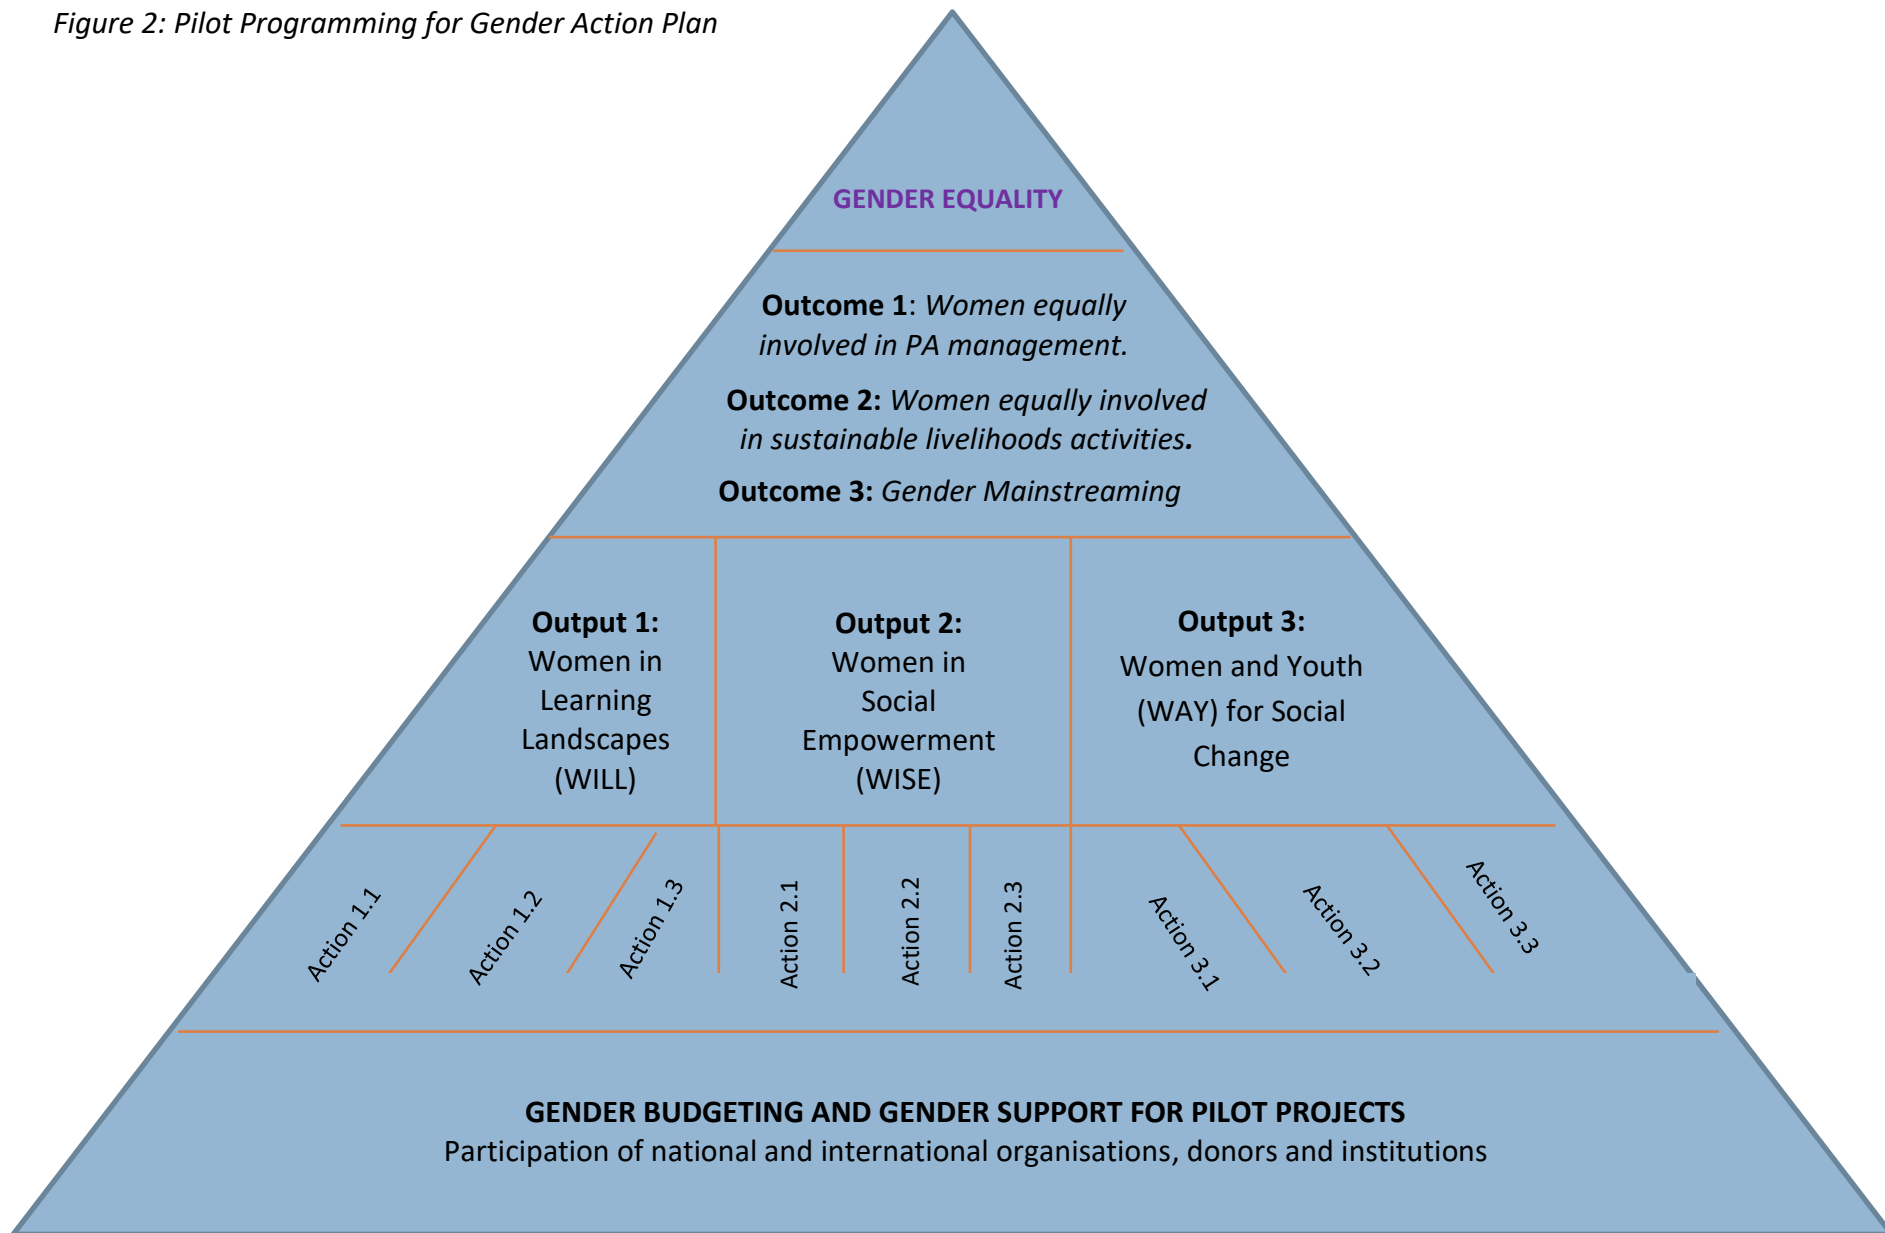 Figure 2: Pilot Programming for Gender Action Plan
GENDER EQUALITY
Outcome 1: Women equally
involved in PA management.
Outcome 2: Women equally involved
in sustainable livelihoods activities.
Outcome 3: Gender Mainstreaming
Output 1:
Women in
Learning
Landscapes
(WILL)
Output 2:
Women in
Social
Empowerment
(WISE)
Output 3:
Women and Youth
(WAY) for Social
Change
Action 1.1
Action 1.2
Action 1.3
Action 2.1
Action 2.2
Action 2.3
Action 3.1
Action 3.2
Action 3.3
GENDER BUDGETING AND GENDER SUPPORT FOR PILOT PROJECTS
Participation of national and international organisations, donors and institutions